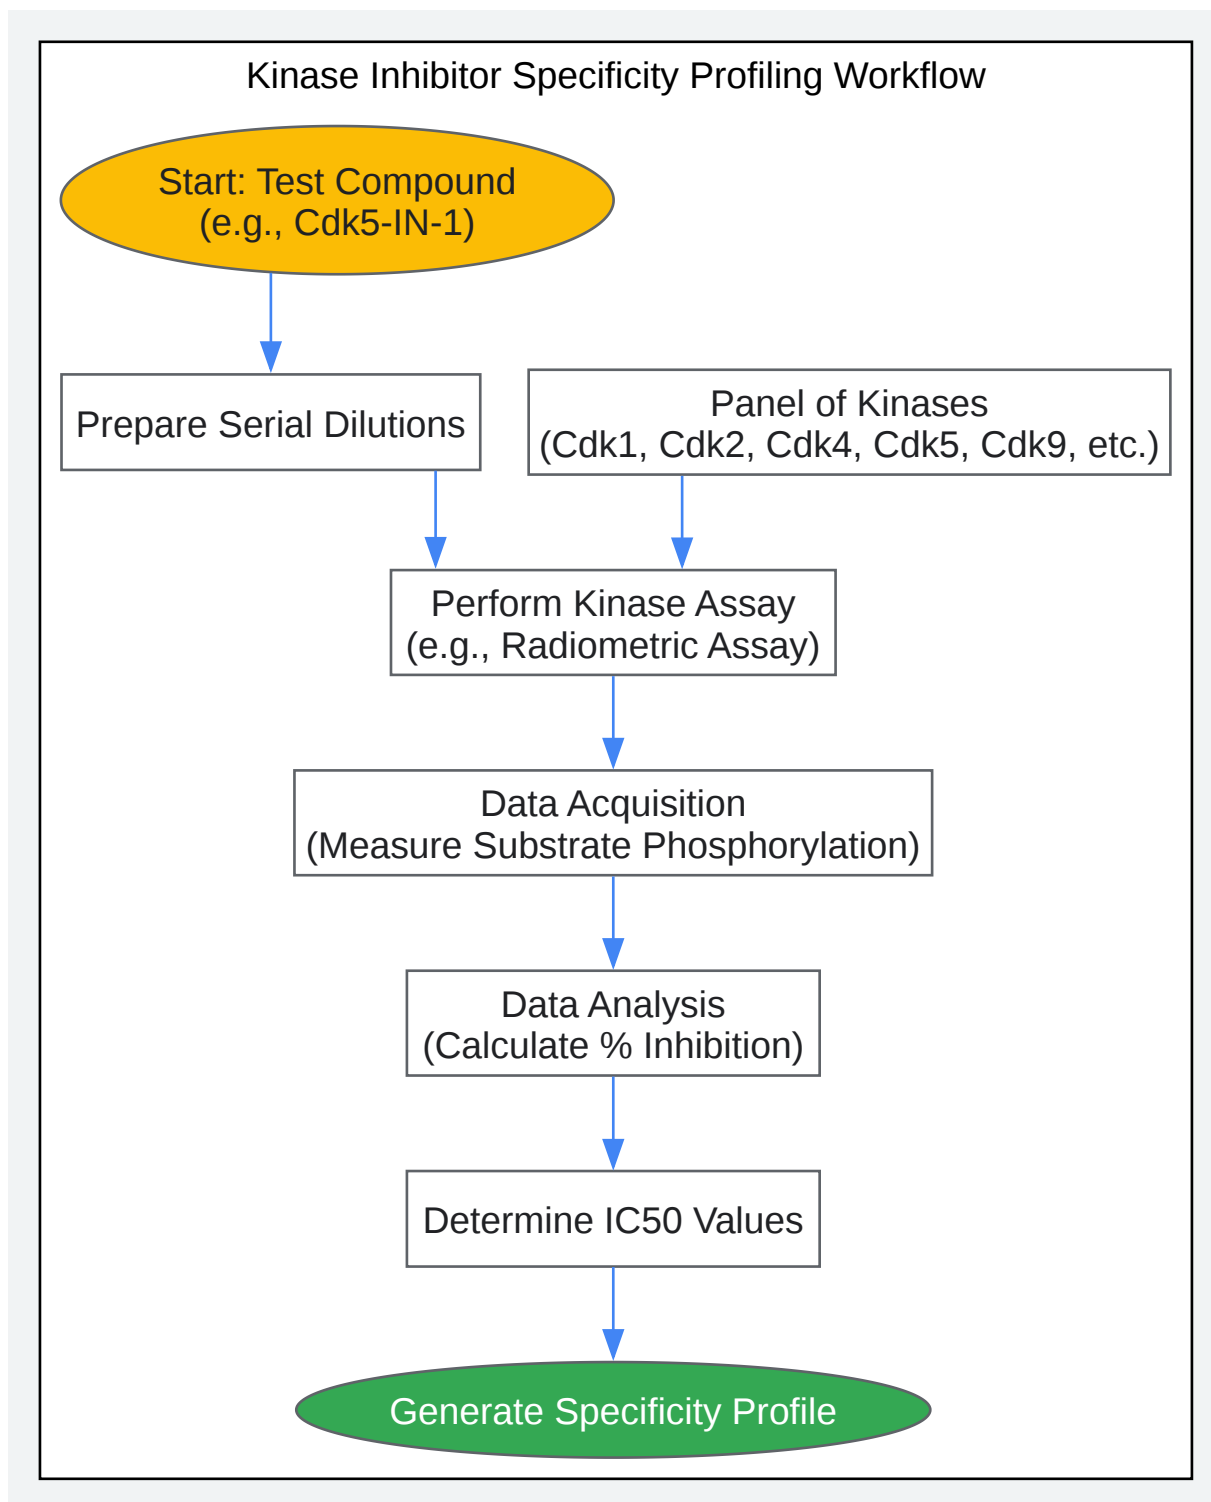 Kinase Inhibitor Specificity Profiling Workflow
Start: Test Compound
(e.g., Cdk5-IN-1)
Prepare Serial Dilutions
Panel of Kinases
(Cdk1, Cdk2, Cdk4, Cdk5, Cdk9, etc.)
Perform Kinase Assay
(e.g., Radiometric Assay)
Data Acquisition
(Measure Substrate Phosphorylation)
Data Analysis
(Calculate % Inhibition)
Determine IC50 Values
Generate Specificity Profile